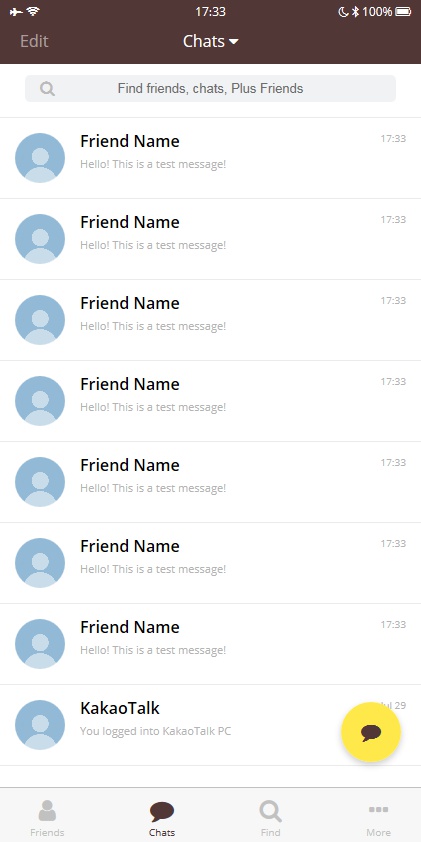 17:33
100%
Edit
Chats
Find friends, chats, Plus Friends
Friend Name
17:33
Hello! This is a test message!
Friend Name
17:33
Hello! This is a test message!
Friend Name
17:33
Hello! This is a test message!
Friend Name
17:33
Hello! This is a test message!
Friend Name
17:33
Hello! This is a test message!
Friend Name
17:33
Hello! This is a test message!
Friend Name
17:33
Hello! This is a test message!
KakaoTalk
29
You logged into KakaoTalk PC
Friends
Chats
Find
More